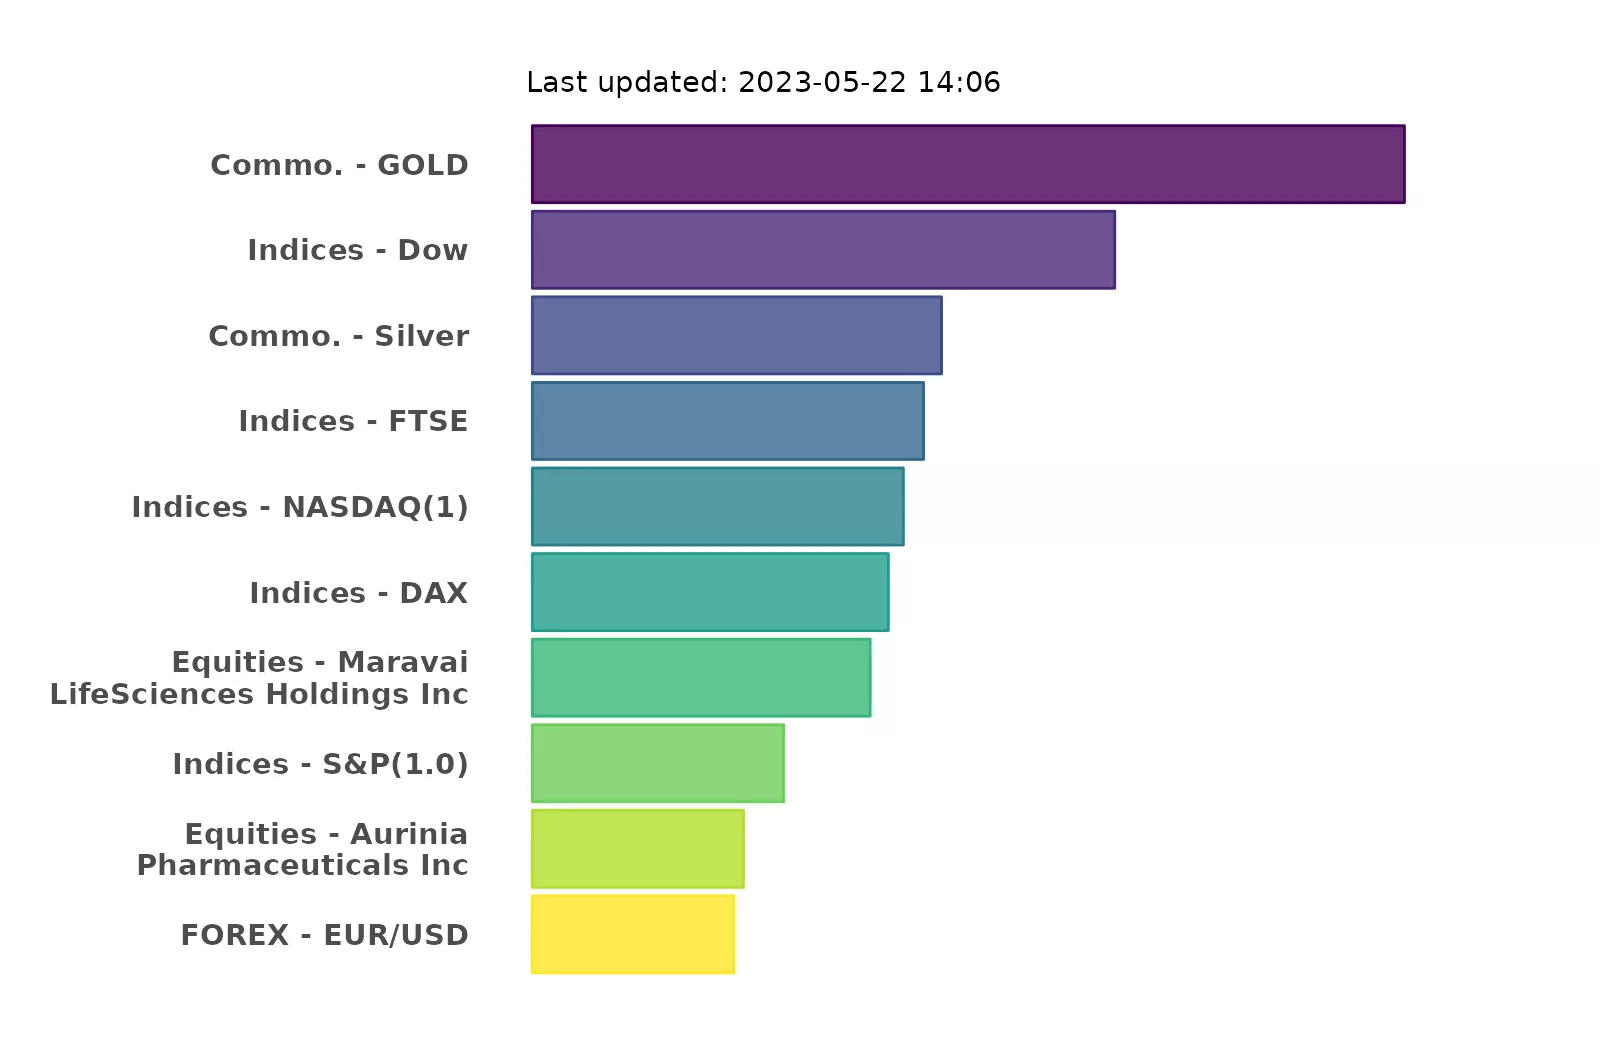 Last updated: 2023-05-22 14:06
Commo. - GOLD
Indices - Dow
Commo. - Silver
Indices - FTSE
Indices - NASDAQ(1)
Indices - DAX
Equities - Maravai
LifeSciences Holdings Inc
Indices - S&P(1.0)
Equities - Aurinia
Pharmaceuticals Inc
FOREX - EUR/USD